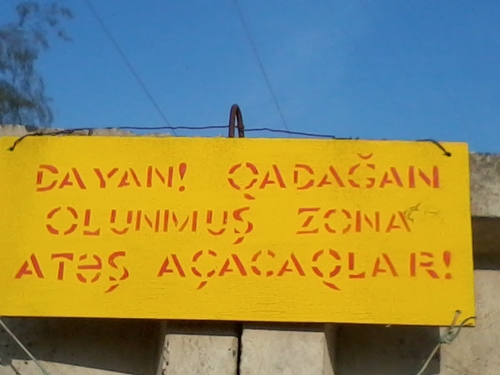 DAYAN! QADAĞAN
OLUNMUŞ ZONA
ATƏŞ AÇACAQLAR!